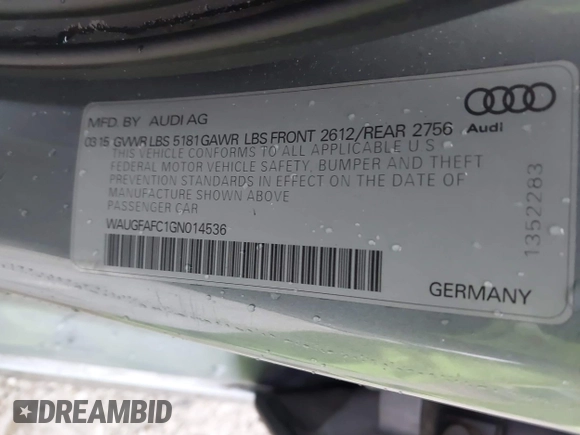 MFD. BY AUDI AG
03 15 GVWR LBS 5181 GAWR LBS FRONT 2612/REAR 2756
THIS VEHICLE CONFORMS TO ALL APPLICABLE U S
FEDERAL MOTOR VEHICLE SAFETY, BUMPER AND THEFT
PREVENTION STANDARDS IN EFFECT ON THE DATE OF
MANUFACTURE SHOWN ABOVE
PASSENGER CAR
WAUGFAFC1GN014536
Audi
1352283
GERMANY
DREAMBID